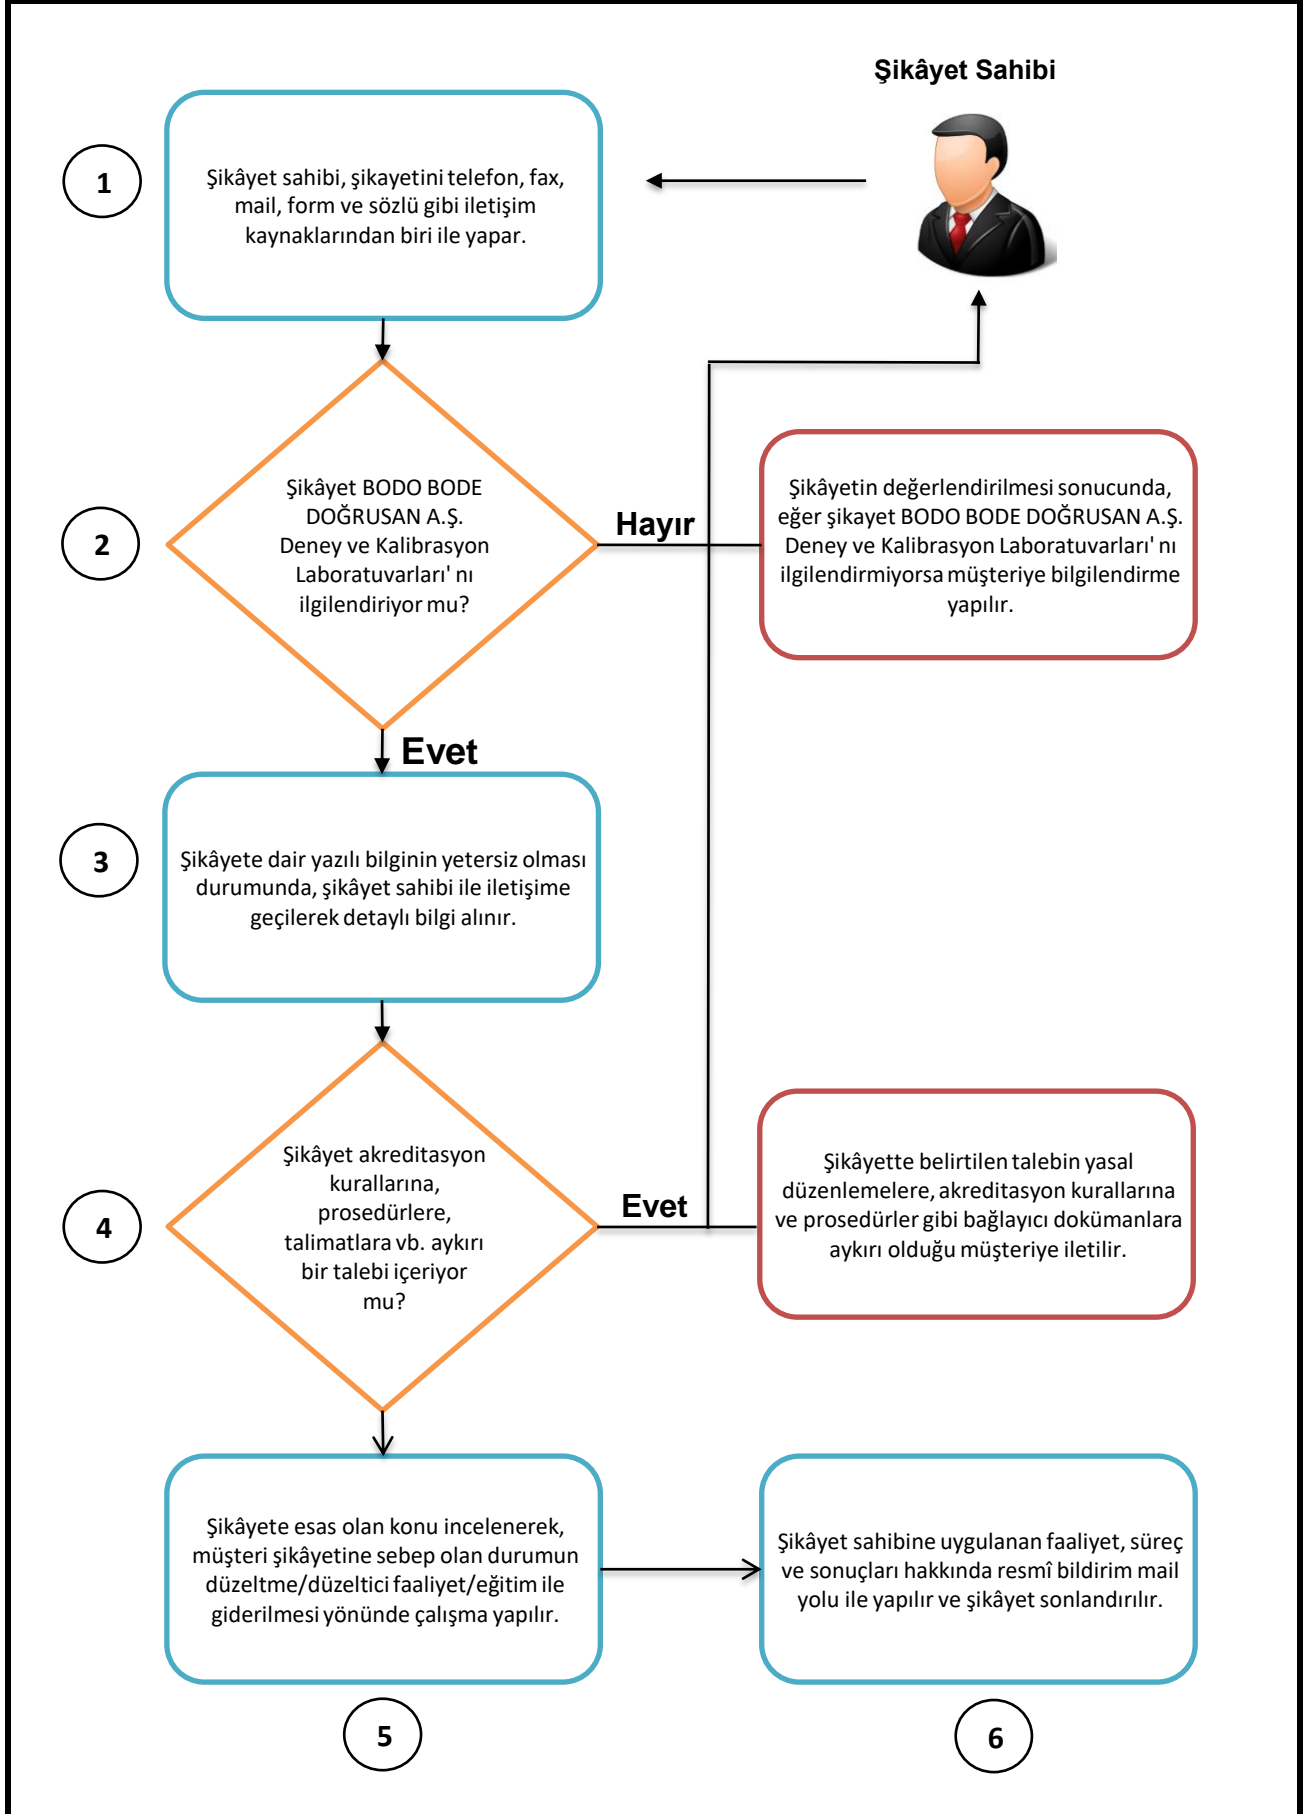 Şikâyet Sahibi
1
Şikâyet sahibi, şikayetini telefon, fax,
mail, form ve sözlü gibi iletişim
kaynaklarından biri ile yapar.
2
Şikâyet BODO BODE
DOĞRUSAN A.Ş.
Deney ve Kalibrasyon
Laboratuvarları' nı
ilgilendiriyor mu?
Hayır
Şikâyetin değerlendirilmesi sonucunda,
eğer şikayet BODO BODE DOĞRUSAN A.Ş.
Deney ve Kalibrasyon Laboratuvarları' nı
ilgilendirmiyorsa müşteriye bilgilendirme
yapılır.
Evet
3
Şikâyete dair yazılı bilginin yetersiz olması
durumunda, şikâyet sahibi ile iletişime
geçilerek detaylı bilgi alınır.
4
Şikâyet akreditasyon
kurallarına,
prosedürlere,
talimatlara vb. aykırı
bir talebi içeriyor
mu?
Evet
Şikâyette belirtilen talebin yasal
düzenlemelere, akreditasyon kurallarına
ve prosedürler gibi bağlayıcı dokümanlara
aykırı olduğu müşteriye iletilir.
Şikâyete esas olan konu incelenerek,
müşteri şikâyetine sebep olan durumun
düzeltme/düzeltici faaliyet/eğitim ile
giderilmesi yönünde çalışma yapılır.
Şikâyet sahibine uygulanan faaliyet, süreç
ve sonuçları hakkında resmî bildirim mail
yolu ile yapılır ve şikâyet sonlandırılır.
5
6